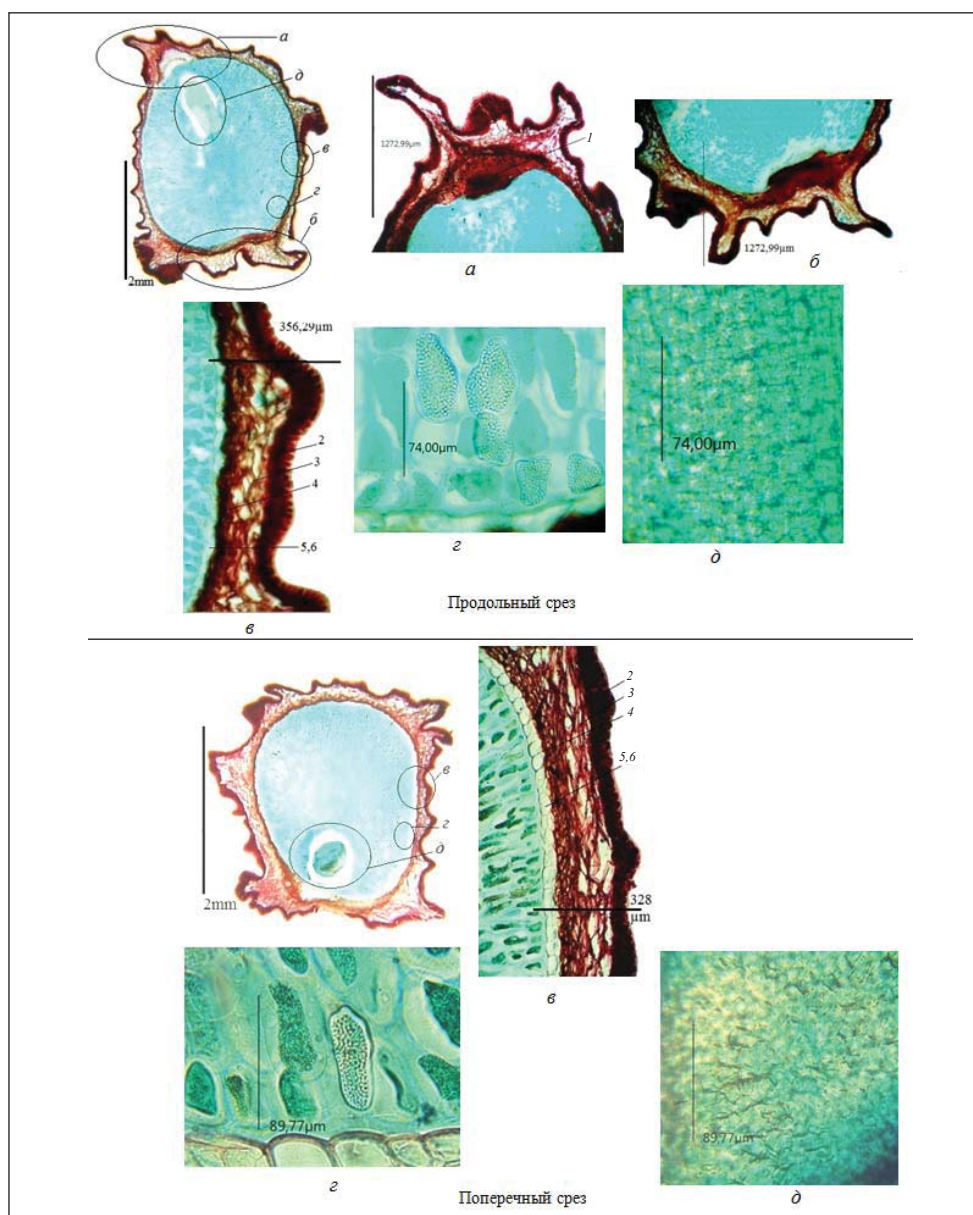 а
д
в
г
б
2mm
1272,99µm
1
а
1272,99µm
б
356,29µm
2
3
4
5,6
в
74,00µm
г
74,00µm
д
Продольный срез
в
г
д
2mm
2
3
4
5,6
328
µm
в
89,77µm
г
89,77µm
д
Поперечный срез